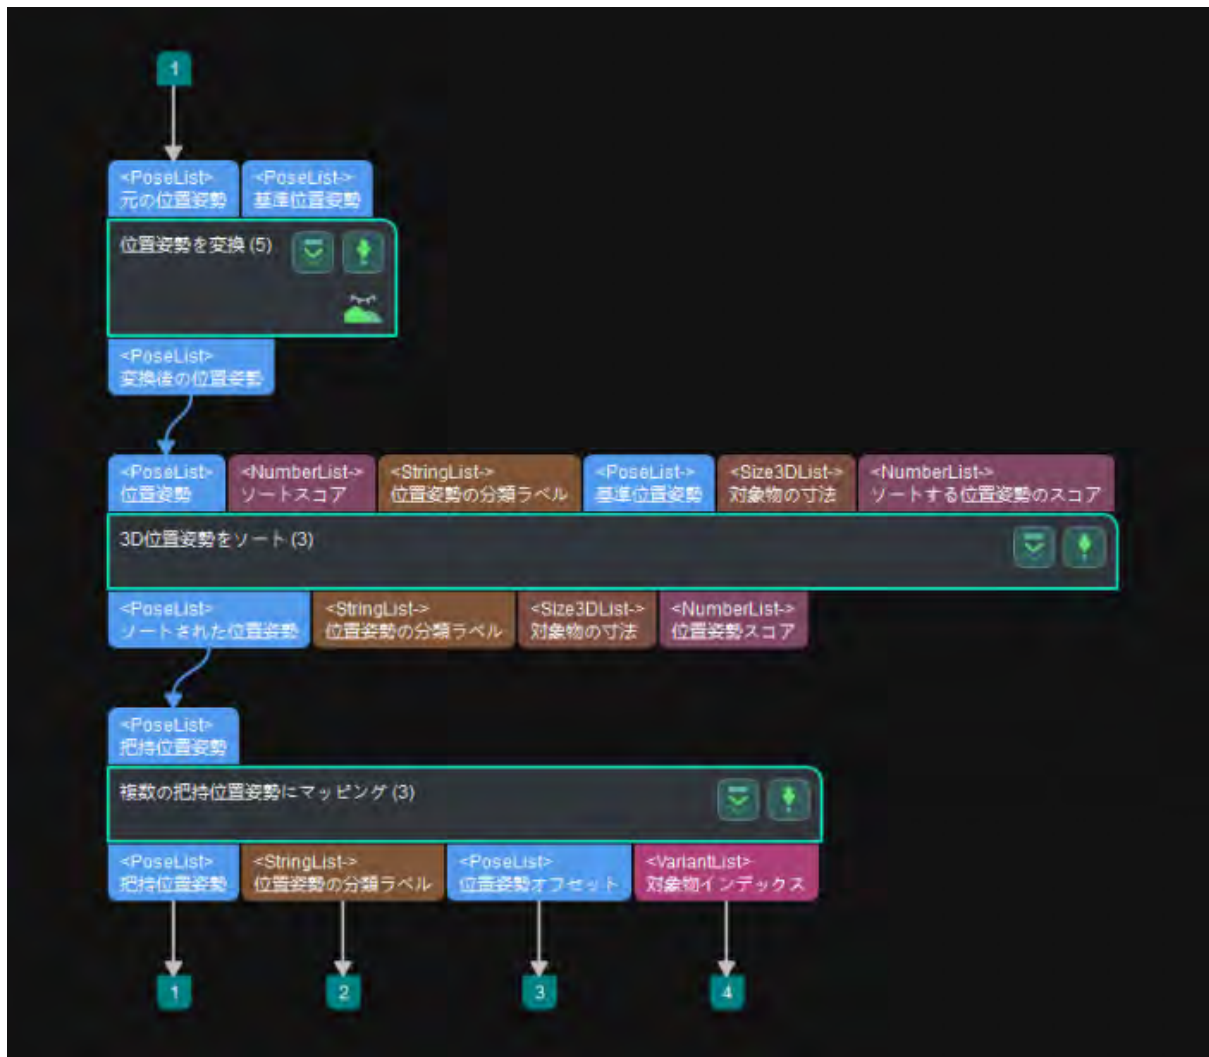 1
<PoseList>
元の位置姿勢
<PoseList->
基準位置姿勢
位置姿勢を変換 (5)
<PoseList>
変換後の位置姿勢
<PoseList>
位置姿勢
<NumberList->
ソートスコア
<StringList->
位置姿勢の分類ラベル
<PoseList->
基準位置姿勢
<Size3DList->
対象物の寸法
<NumberList->
ソートする位置姿勢のスコア
3D位置姿勢をソート (3)
<PoseList>
ソートされた位置姿勢
<StringList->
位置姿勢の分類ラベル
<Size3DList->
対象物の寸法
<NumberList->
位置姿勢スコア
<PoseList>
把持位置姿勢
複数の把持位置姿勢にマッピング (3)
<PoseList>
把持位置姿勢
<StringList->
位置姿勢の分類ラベル
<PoseList>
位置姿勢オフセット
<VariantList>
対象物インデックス
1
2
3
4